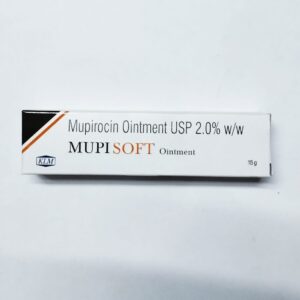 Mupirocin Ointment USP 2.0% w/w
MUPISOFT Ointment
KLM
15g